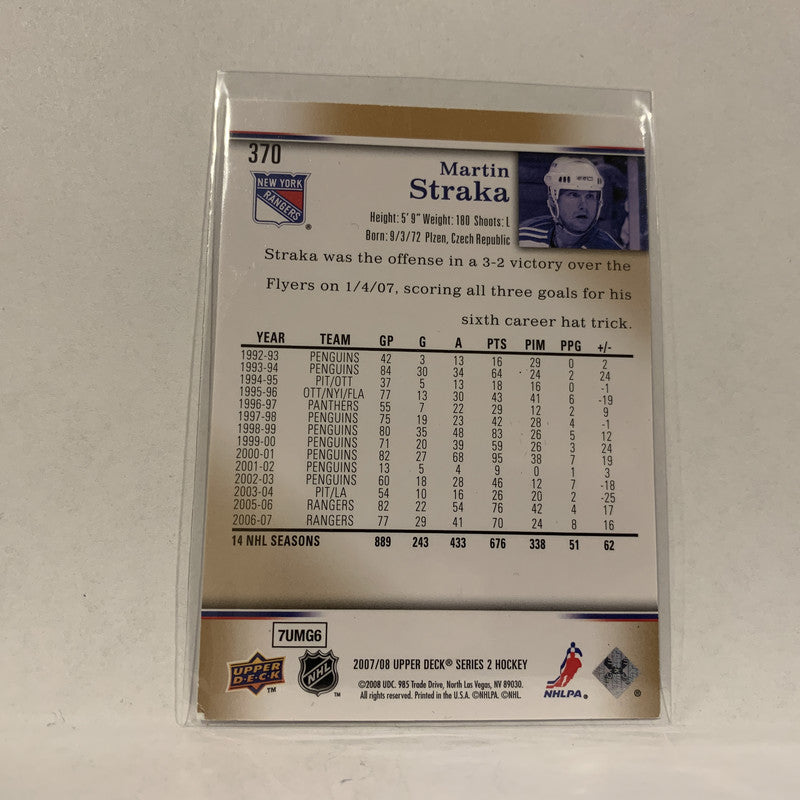 370
Martin
Straka
NEW YORK
RANGERS
®
Height: 5' 9" Weight: 180 Shoots: L
Born: 9/3/72 Plzen, Czech Republic
Straka was the offense in a 3-2 victory over the
Flyers on 1/4/07, scoring all three goals for his
sixth career hat trick.
YEAR TEAM GP G A PTS PIM PPG +/-
1992-93 PENGUINS 42 3 13 16 29 0 2
1993-94 PENGUINS 84 30 34 64 24 2 24
1994-95 PIT/OTT 37 5 13 18 16 0 -1
1995-96 OTT/NYI/FLA 77 13 30 43 41 6 -19
1996-97 PANTHERS 55 7 22 29 12 2 9
1997-98 PENGUINS 75 19 23 42 28 4 -1
1998-99 PENGUINS 80 35 48 83 26 5 12
1999-00 PENGUINS 71 20 39 59 26 3 24
2000-01 PENGUINS 82 27 68 95 38 7 19
2001-02 PENGUINS 13 5 4 9 0 1 3
2002-03 PENGUINS 60 18 28 46 12 7 -18
2003-04 PIT/LA 54 10 16 26 20 2 -25
2005-06 RANGERS 82 22 54 76 42 4 17
2006-07 RANGERS 77 29 41 70 24 8 16
14 NHL SEASONS 889 243 433 676 338 51 62
7UMG6
UPPER DECK ™
NHL ™
2007/08 UPPER DECK® SERIES 2 HOCKEY
©2008 UDC. 985 Trade Drive, North Las Vegas, NV 89030.
All rights reserved. Printed in the U.S.A. ©NHLPA. ©NHL.
NHLPA.®
®